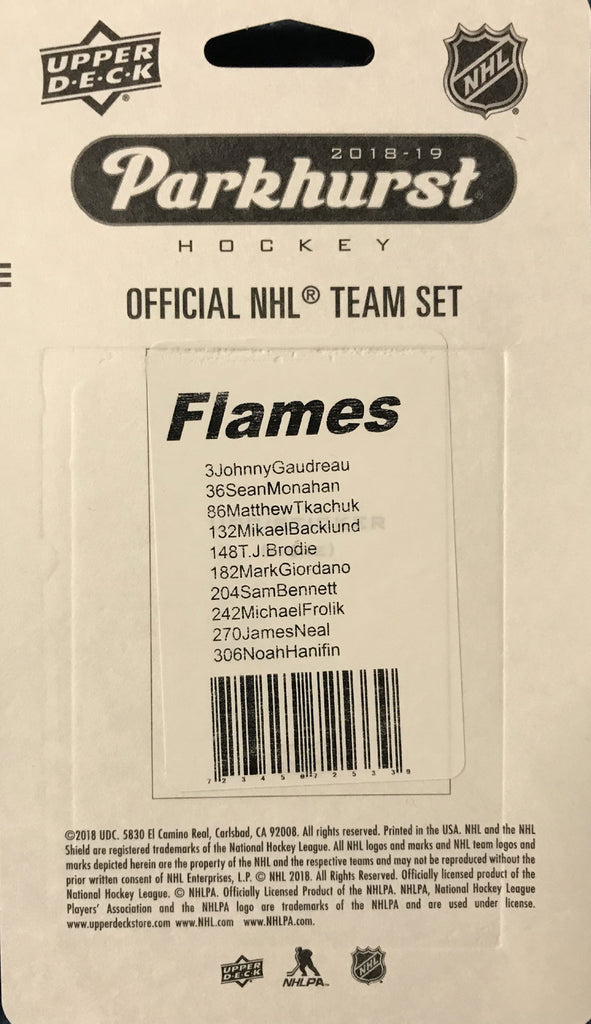 UPPER D·E·C·K ®
NHL ®
2018-19
Parkhurst
HOCKEY
OFFICIAL NHL® TEAM SET
Flames
3JohnnyGaudreau
36SeanMonahan
86MatthewTkachuk
132MikaelBacklund
148T.J.Brodie
182MarkGiordano
204SamBennett
242MichaelFrolik
270JamesNeal
306NoahHanifin
©2018 UDC. 5830 El Camino Real, Carlsbad, CA 92008. All rights reserved. Printed in the USA. NHL and the NHL
Shield are registered trademarks of the National Hockey League. All NHL logos and marks and NHL team logos and
marks depicted herein are the property of the NHL and the respective teams and may not be reproduced without the
prior written consent of NHL Enterprises, L.P. © NHL 2018. All Rights Reserved. Officially licensed product of the
National Hockey League. © NHLPA. Officially Licensed Product of the NHLPA. NHLPA, National Hockey League
Players' Association and the NHLPA logo are trademarks of the NHLPA and are used under license.
www.upperdeckstore.com www.NHL.com www.NHLPA.com.
UPPER D·E·C·K
NHLPA™
NHL